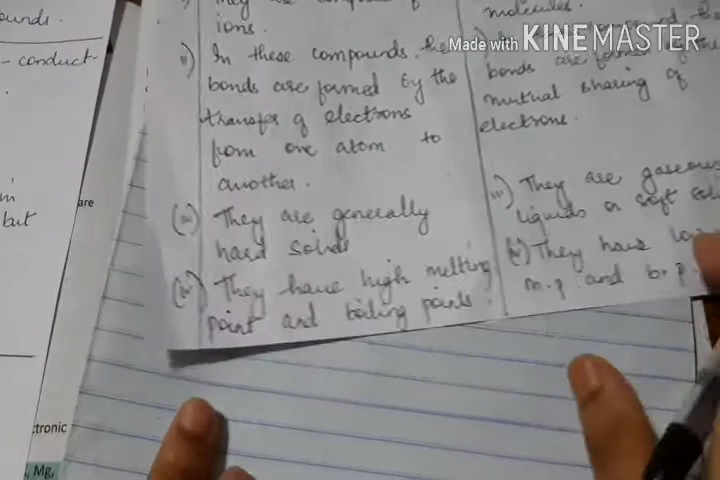 ounds.
- conduct-
but
are
ctronic
, Mg,
ions.
ii) In these compounds the
bonds are formed by the
transfer of electrons
from one atom to
another.
(iii) They are generally
hard solids
(iv) They have high melting
point and boiling points.
molecules.
bonds are formed
mutual sharing of
electrons.
iii) They are gaseous
liquids or soft
(iv) They have
m.p and b.p.
Made with KINEMASTER